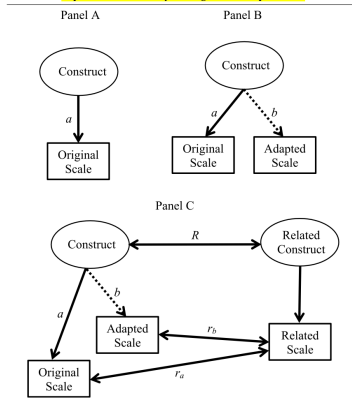 Panel A
Panel B
Construct
Construct
a
a
b
Original
Scale
Original
Scale
Adapted
Scale
Panel C
Construct
R
Related
Construct
b
a
Adapted
Scale
r_b
Related
Scale
Original
Scale
r_a